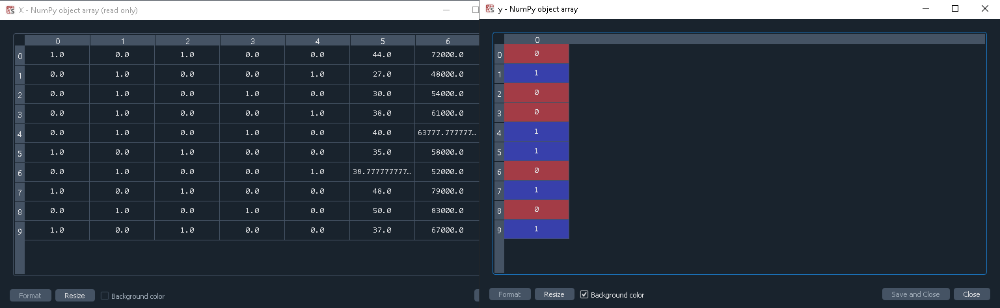 X - NumPy object array (read only)
0 1 2 3 4 5 6
0 1.0 0.0 1.0 0.0 0.0 44.0 72000.0
1 0.0 1.0 0.0 0.0 1.0 27.0 48000.0
2 0.0 1.0 0.0 1.0 0.0 30.0 54000.0
3 0.0 1.0 0.0 0.0 1.0 38.0 61000.0
4 0.0 1.0 0.0 1.0 0.0 40.0 63777.777777...
5 1.0 0.0 1.0 0.0 0.0 35.0 58000.0
6 0.0 1.0 0.0 0.0 1.0 38.777777777... 52000.0
7 1.0 0.0 1.0 0.0 0.0 48.0 79000.0
8 0.0 1.0 0.0 1.0 0.0 50.0 83000.0
9 1.0 0.0 1.0 0.0 0.0 37.0 67000.0
Format Resize Background color
y - NumPy object array
0
0 0
1 1
2 0
3 0
4 1
5 1
6 0
7 1
8 0
9 1
Format Resize Background color Save and Close Close